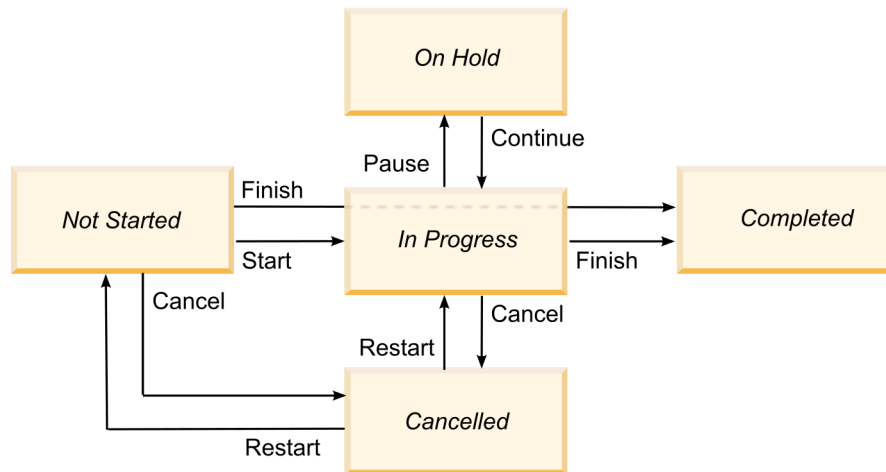 On Hold
Pause
Continue
Not Started
Finish
Start
In Progress
Completed
Finish
Cancel
Restart
Cancel
Cancelled
Restart